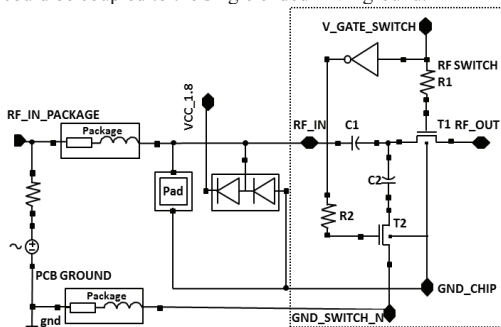 V_GATE_SWITCH
RF SWITCH
R1
RF_IN_PACKAGE
Package
VCC_1.8
RF_IN
C1
T1
RF_OUT
C2
Pad
R2
T2
PCB GROUND
Package
gnd
GND_CHIP
GND_SWITCH_N